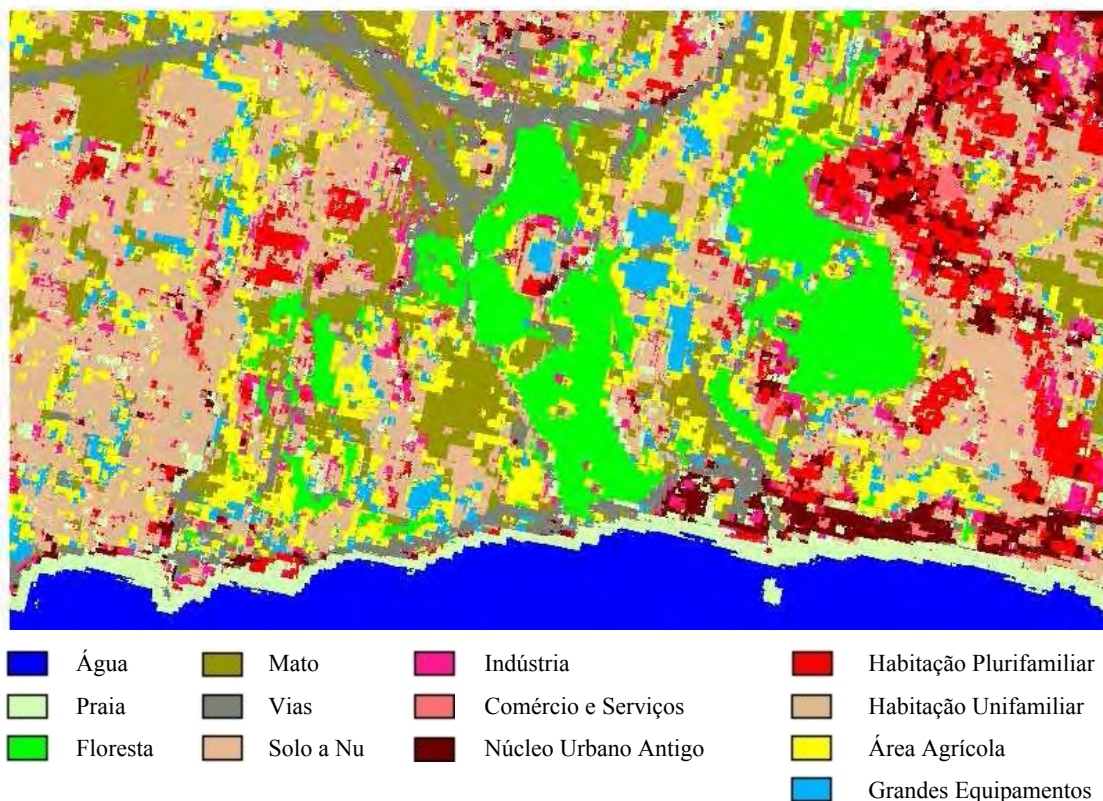 Água
Mato
Indústria
Habitação Plurifamiliar
Praia
Vias
Comércio e Serviços
Habitação Unifamiliar
Floresta
Solo a Nu
Núcleo Urbano Antigo
Área Agrícola
Grandes Equipamentos